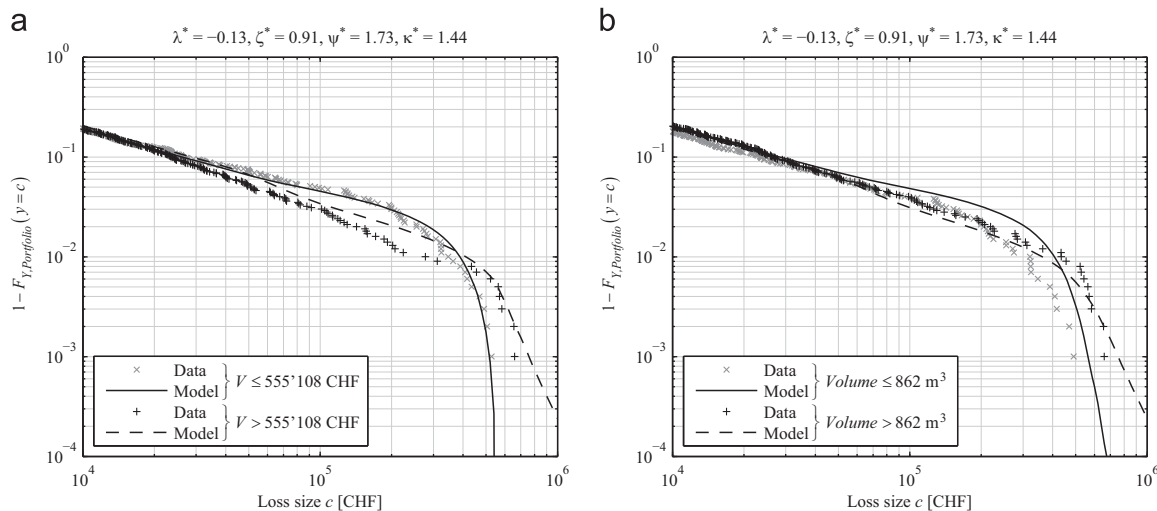 a
λ* = −0.13, ζ* = 0.91, ψ* = 1.73, κ* = 1.44
10^0
10^−1
10^−2
10^−3
10^−4
1 − F_Y,Portfolio(y = c)
× Data
Model
V ≤ 555’108 CHF
+ Data
Model
V > 555’108 CHF
10^4 10^5 10^6
Loss size c [CHF]
b
λ* = −0.13, ζ* = 0.91, ψ* = 1.73, κ* = 1.44
10^0
10^−1
10^−2
10^−3
10^−4
1 − F_Y,Portfolio(y = c)
× Data
Model
Volume ≤ 862 m^3
+ Data
Model
Volume > 862 m^3
10^4 10^5 10^6
Loss size c [CHF]